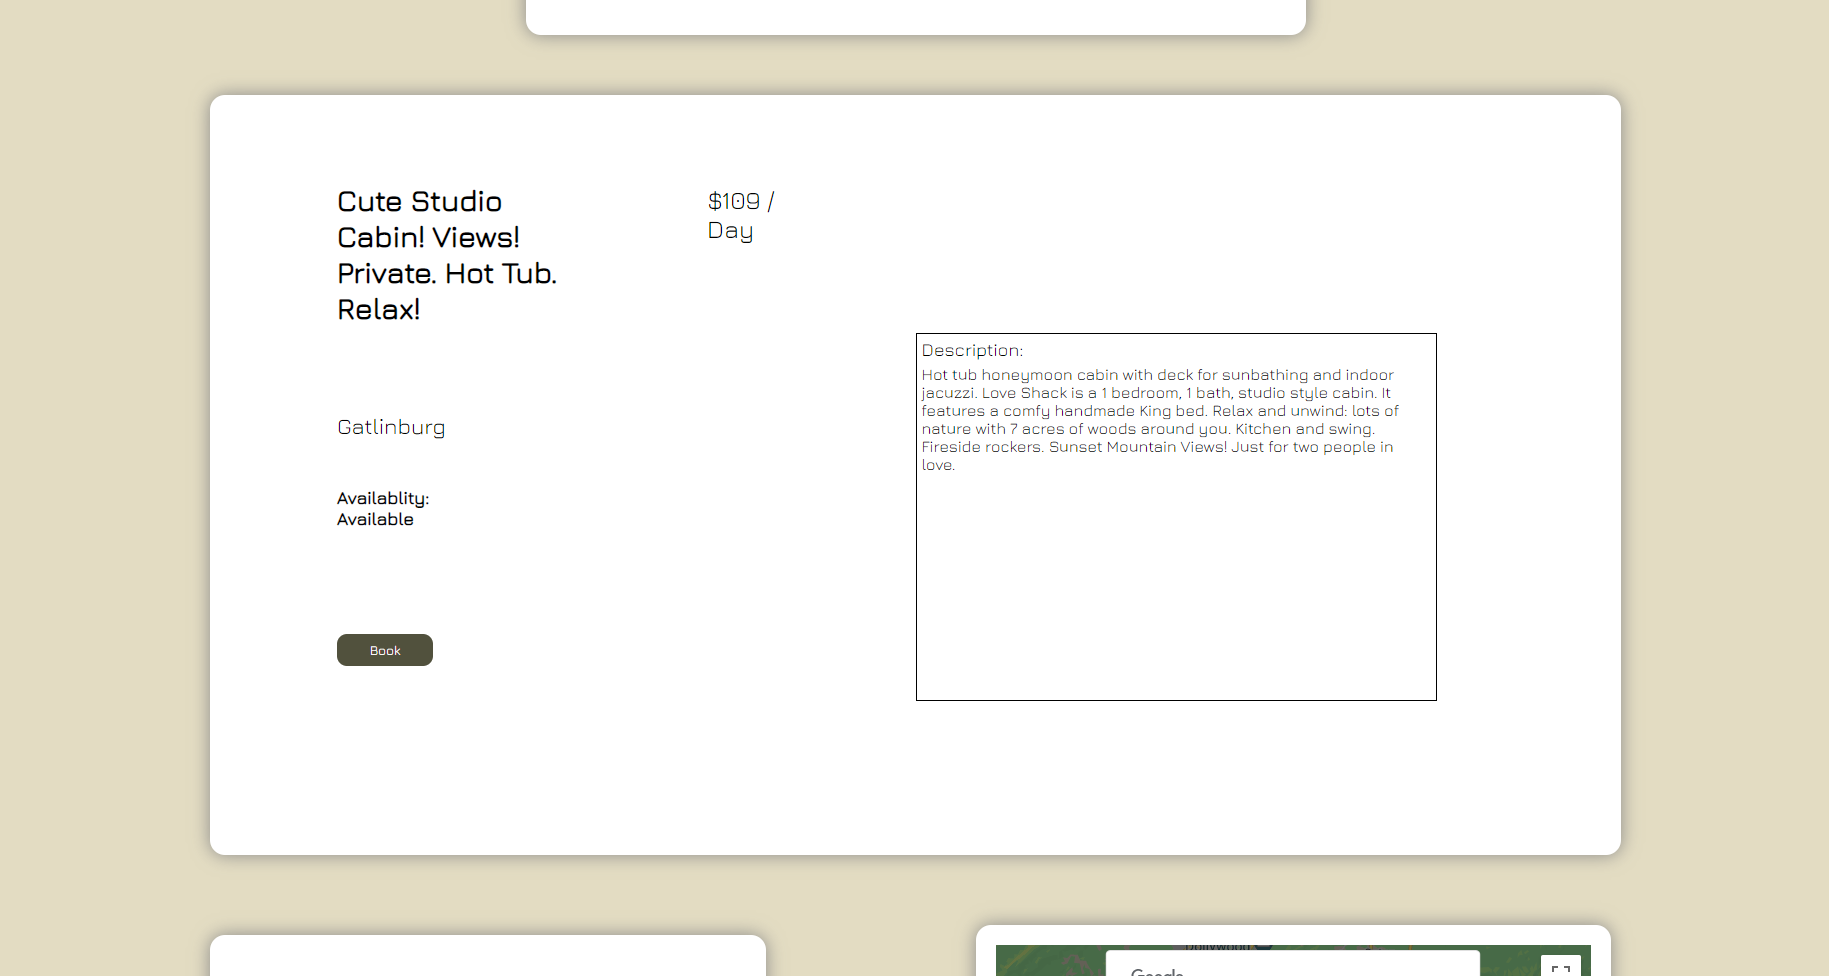 Cute Studio
Cabin! Views!
Private. Hot Tub.
Relax!
$109 /
Day
Gatlinburg
Availablity:
Available
Book
Description:
Hot tub honeymoon cabin with deck for sunbathing and indoor
jacuzzi. Love Shack is a 1 bedroom, 1 bath, studio style cabin. It
features a comfy handmade King bed. Relax and unwind: lots of
nature with 7 acres of woods around you. Kitchen and swing.
Fireside rockers. Sunset Mountain Views! Just for two people in
love.
Dollywood
Google